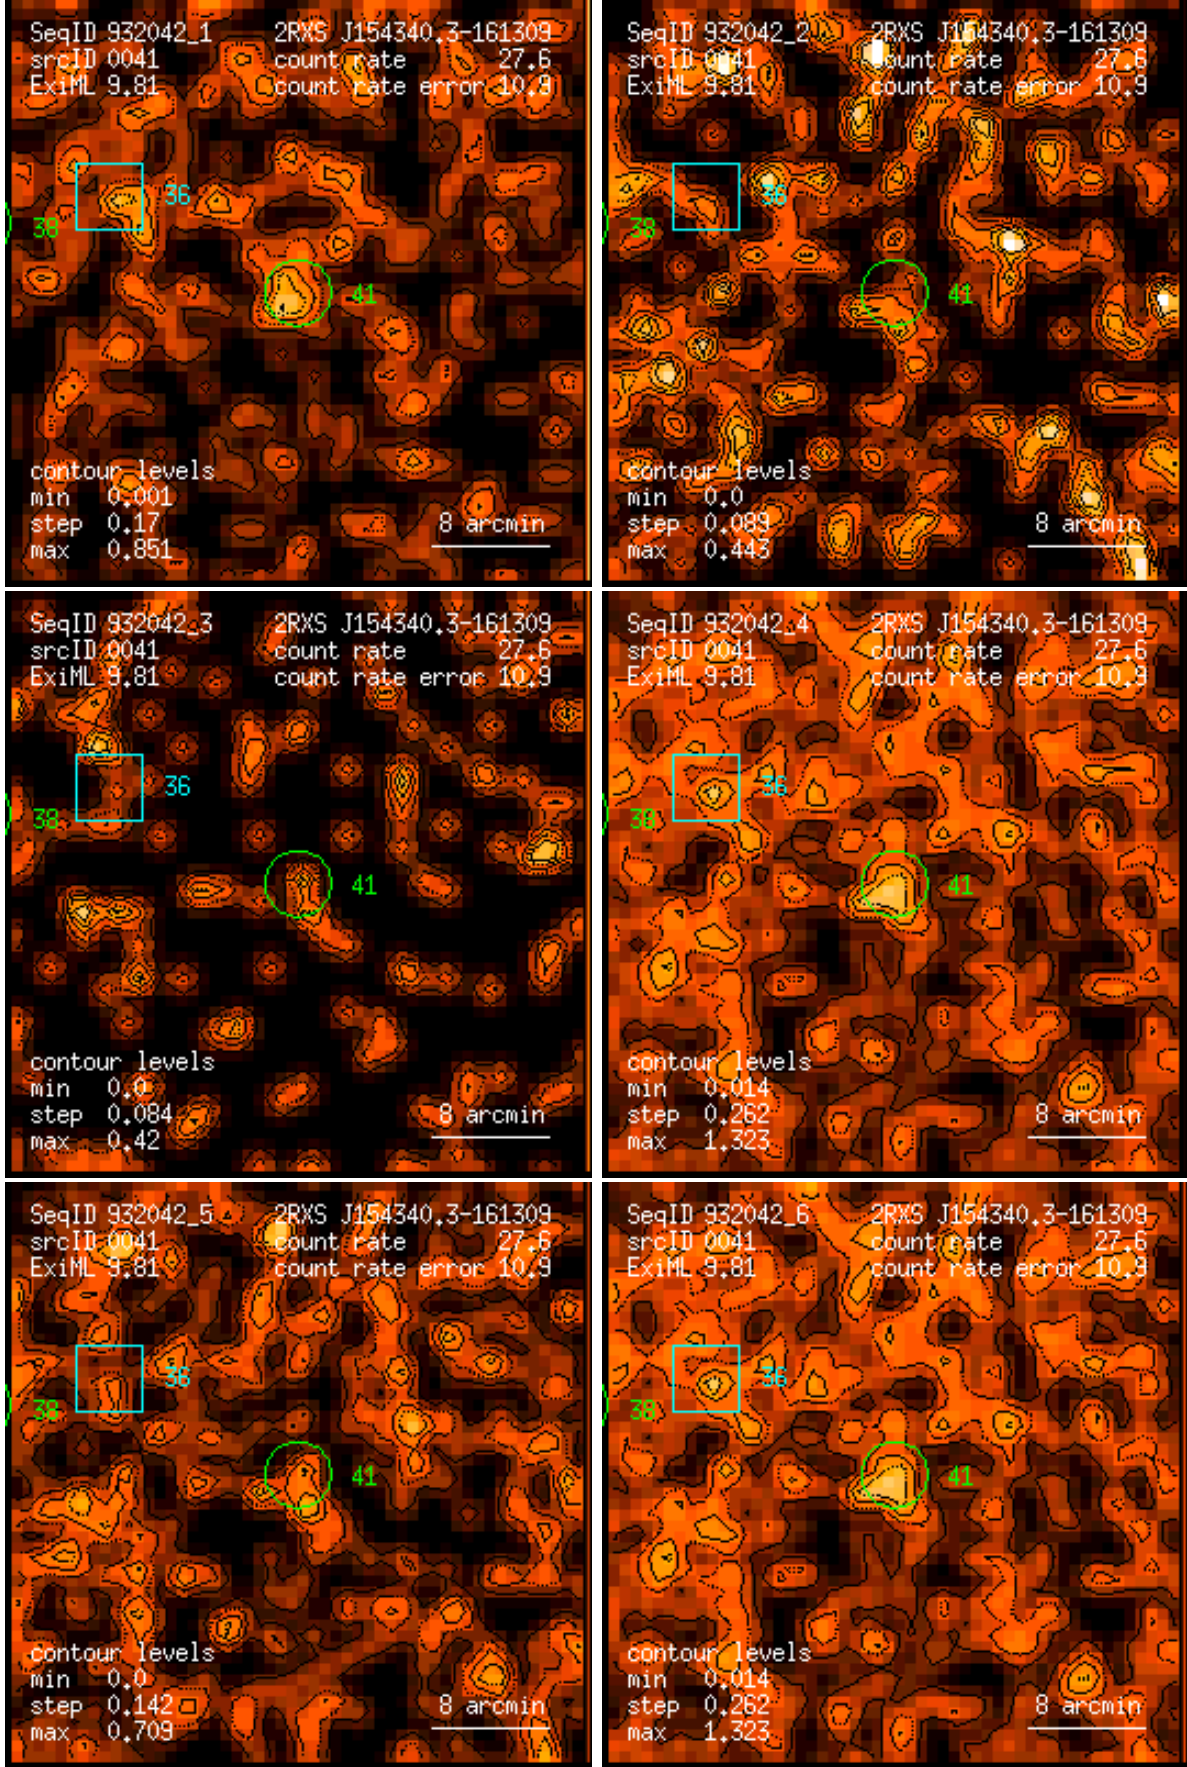 SeqID 932042_1 2RXS J154340.3-161309
srcID 0041 count rate 27.6
ExiML 9.81 count rate error 10.9
36
38
41
contour levels
min 0.001
step 0.17
max 0.851
8 arcmin
SeqID 932042_2 2RXS J154340.3-161309
srcID 0041 count rate 27.6
ExiML 9.81 count rate error 10.9
36
38
41
contour levels
min 0.0
step 0.089
max 0.443
8 arcmin
SeqID 932042_3 2RXS J154340.3-161309
srcID 0041 count rate 27.6
ExiML 9.81 count rate error 10.9
36
38
41
contour levels
min 0.0
step 0.084
max 0.42
8 arcmin
SeqID 932042_4 2RXS J154340.3-161309
srcID 0041 count rate 27.6
ExiML 9.81 count rate error 10.9
36
38
41
contour levels
min 0.014
step 0.262
max 1.323
8 arcmin
SeqID 932042_5 2RXS J154340.3-161309
srcID 0041 count rate 27.6
ExiML 9.81 count rate error 10.9
36
38
41
contour levels
min 0.0
step 0.142
max 0.709
8 arcmin
SeqID 932042_6 2RXS J154340.3-161309
srcID 0041 count rate 27.6
ExiML 9.81 count rate error 10.9
36
38
41
contour levels
min 0.014
step 0.262
max 1.323
8 arcmin